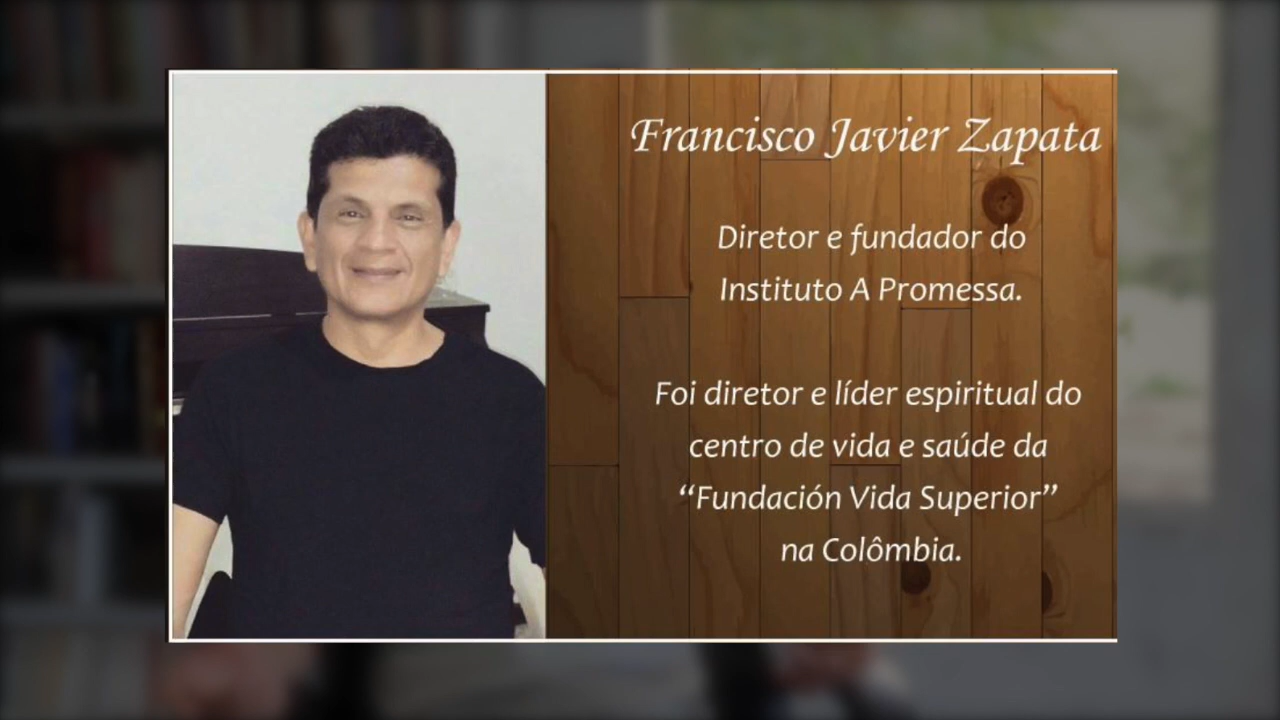 Francisco Javier Zapata
Diretor e fundador do
Instituto A Promessa.
Foi diretor e líder espiritual do
centro de vida e saúde da
“Fundación Vida Superior”
na Colômbia.